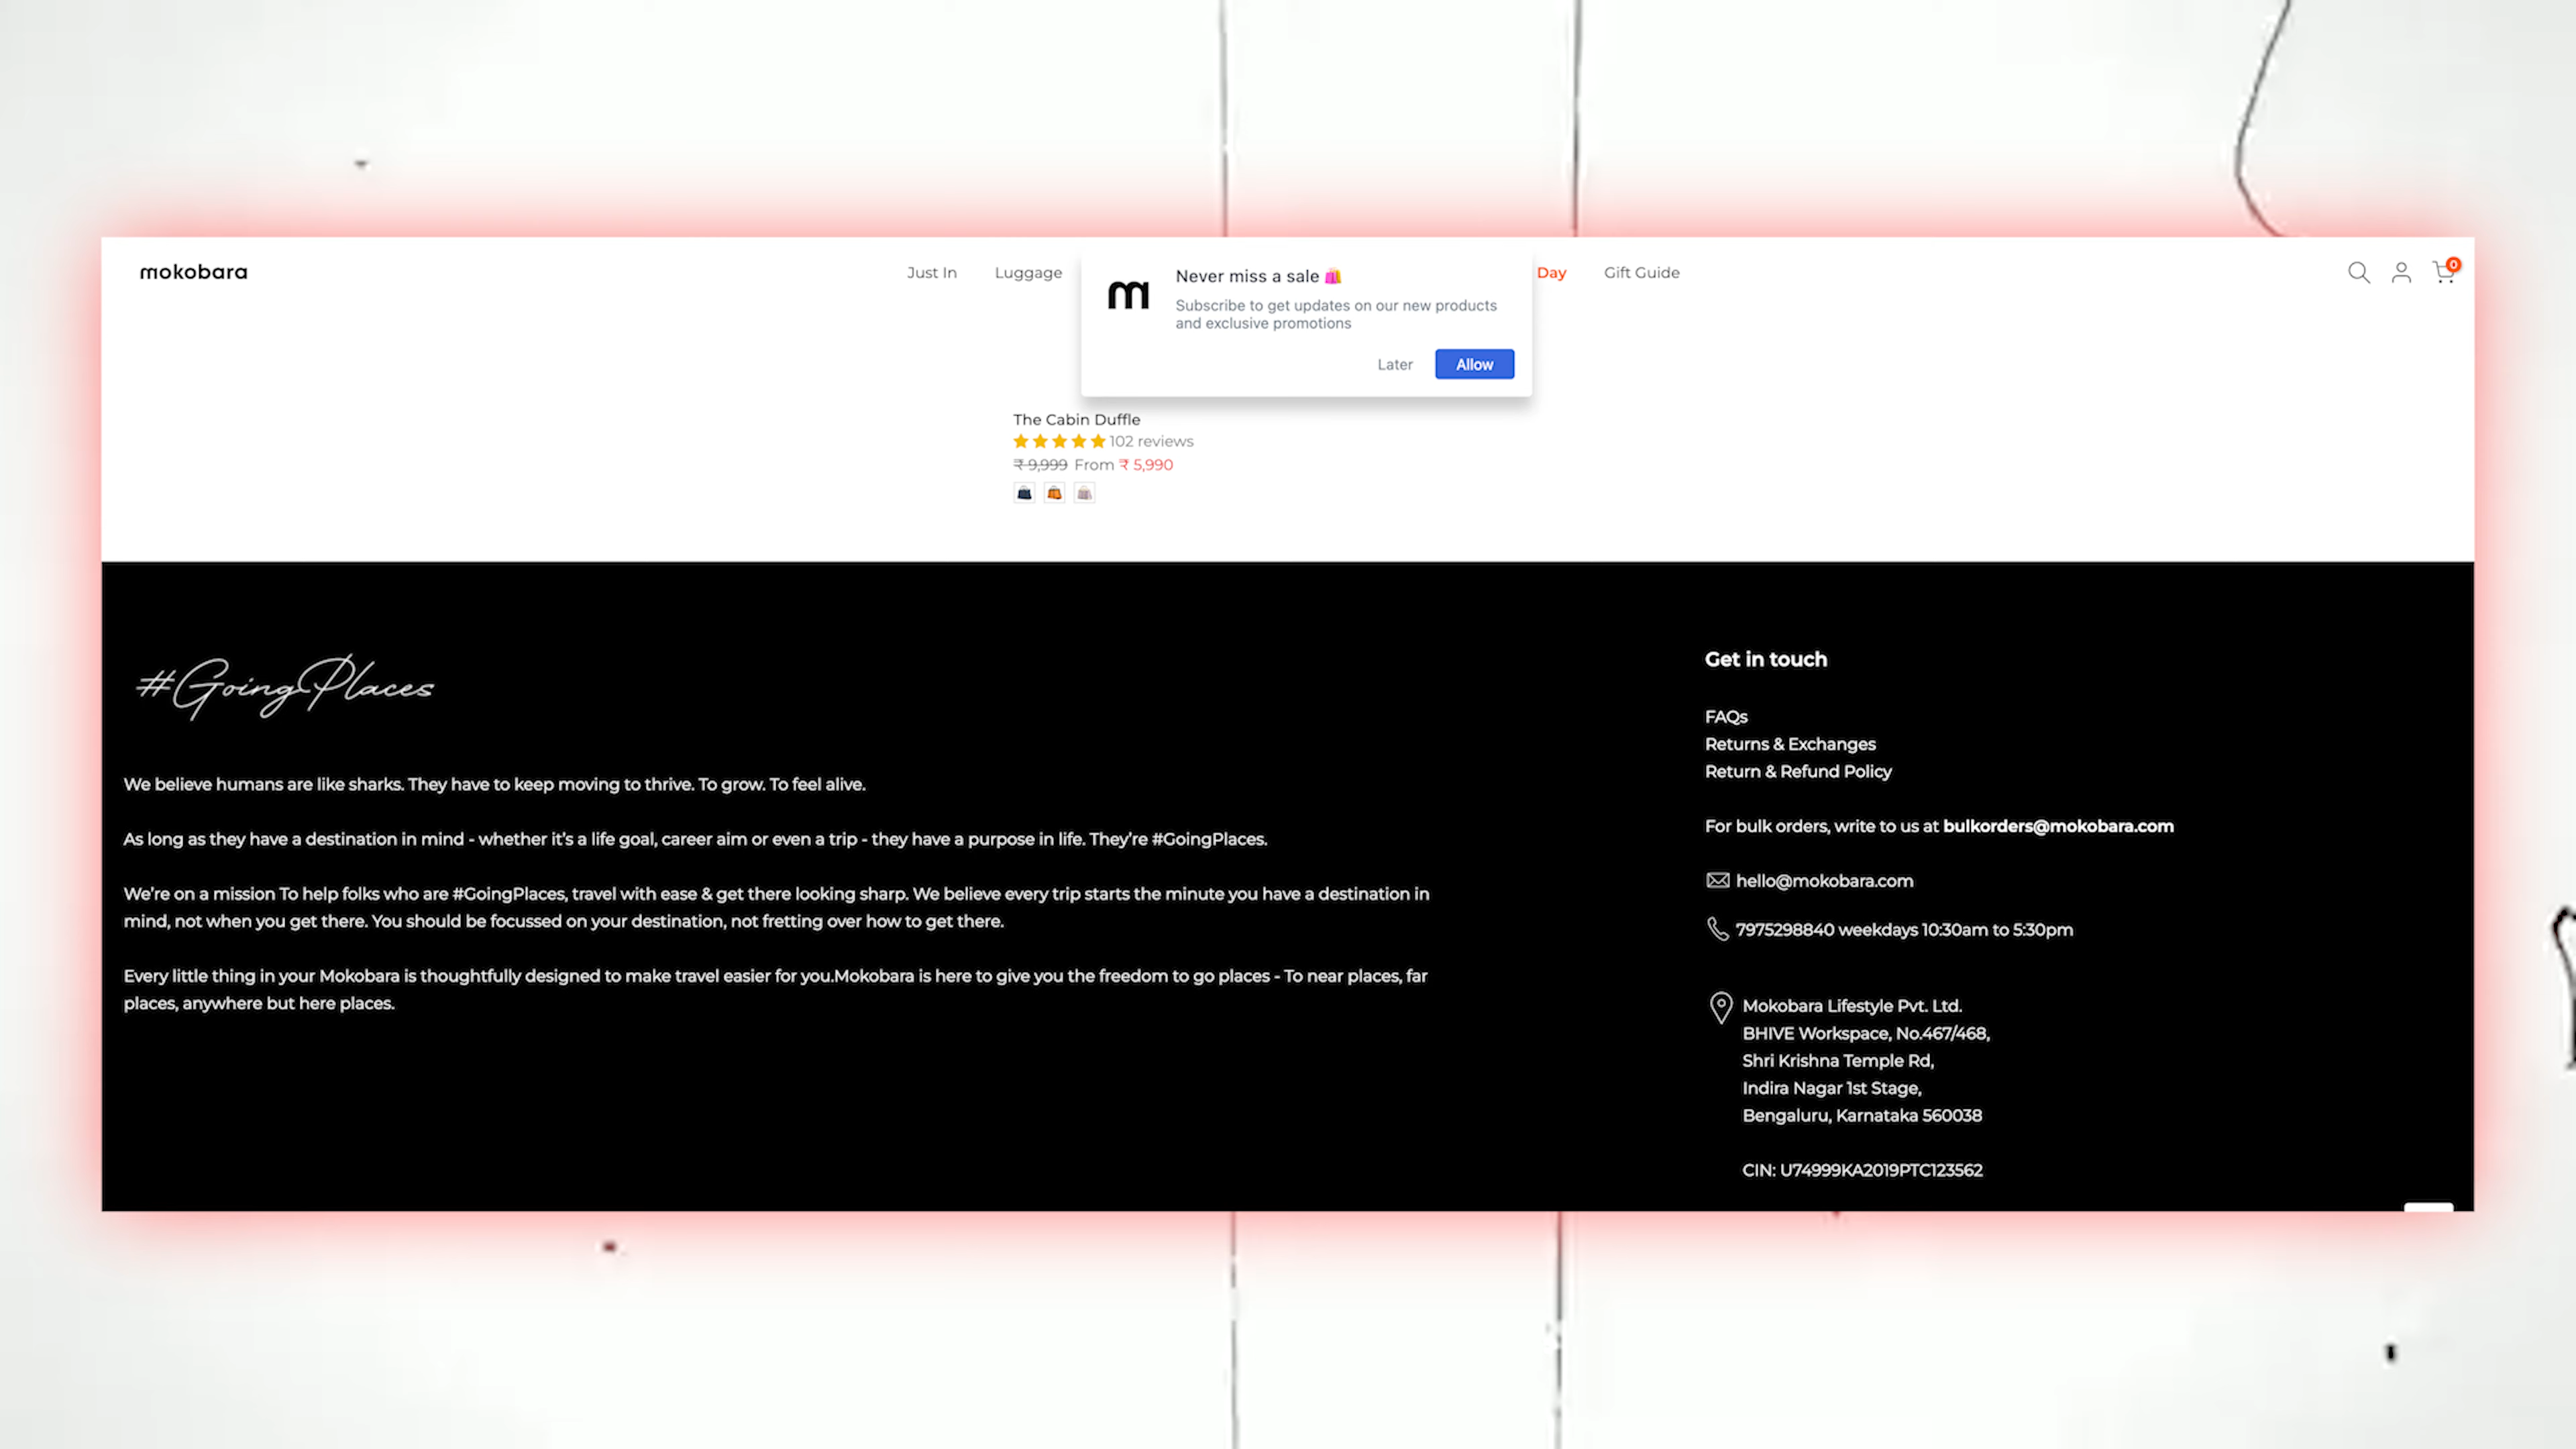 mokobara
Just In
Luggage
Day
Gift Guide
0
m
Never miss a sale 🛍️
Subscribe to get updates on our new products
and exclusive promotions
Later
Allow
The Cabin Duffle
102 reviews
₹ 9,999 From ₹ 5,990
#GoingPlaces
We believe humans are like sharks. They have to keep moving to thrive. To grow. To feel alive.
As long as they have a destination in mind - whether it's a life goal, career aim or even a trip - they have a purpose in life. They're #GoingPlaces.
We're on a mission To help folks who are #GoingPlaces, travel with ease & get there looking sharp. We believe every trip starts the minute you have a destination in
mind, not when you get there. You should be focussed on your destination, not fretting over how to get there.
Every little thing in your Mokobara is thoughtfully designed to make travel easier for you.Mokobara is here to give you the freedom to go places - To near places, far
places, anywhere but here places.
Get in touch
FAQs
Returns & Exchanges
Return & Refund Policy
For bulk orders, write to us at bulkorders@mokobara.com
hello@mokobara.com
7975298840 weekdays 10:30am to 5:30pm
Mokobara Lifestyle Pvt. Ltd.
BHIVE Workspace, No.467/468,
Shri Krishna Temple Rd,
Indira Nagar 1st Stage,
Bengaluru, Karnataka 560038
CIN: U74999KA2019PTC123562